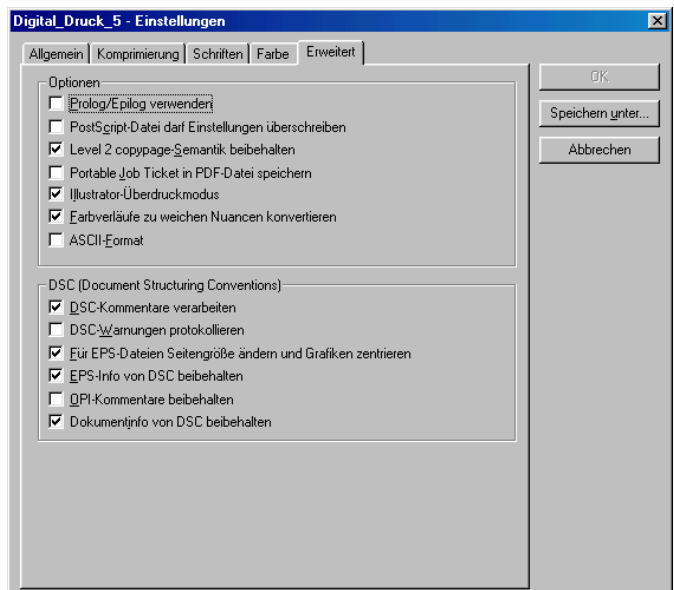 Digital_Druck_5 - Einstellungen
Allgemein Komprimierung Schriften Farbe Erweitert
Optionen
Prolog/Epilog verwenden
PostScript-Datei darf Einstellungen überschreiben
Level 2 copypage-Semantik beibehalten
Portable Job Ticket in PDF-Datei speichern
Illustrator-Überdruckmodus
Farbverläufe zu weichen Nuancen konvertieren
ASCII-Format
DSC (Document Structuring Conventions)
DSC-Kommentare verarbeiten
DSC-Warnungen protokollieren
Für EPS-Dateien Seitengröße ändern und Grafiken zentrieren
EPS-Info von DSC beibehalten
OPI-Kommentare beibehalten
Dokumentinfo von DSC beibehalten
OK
Speichern unter...
Abbrechen